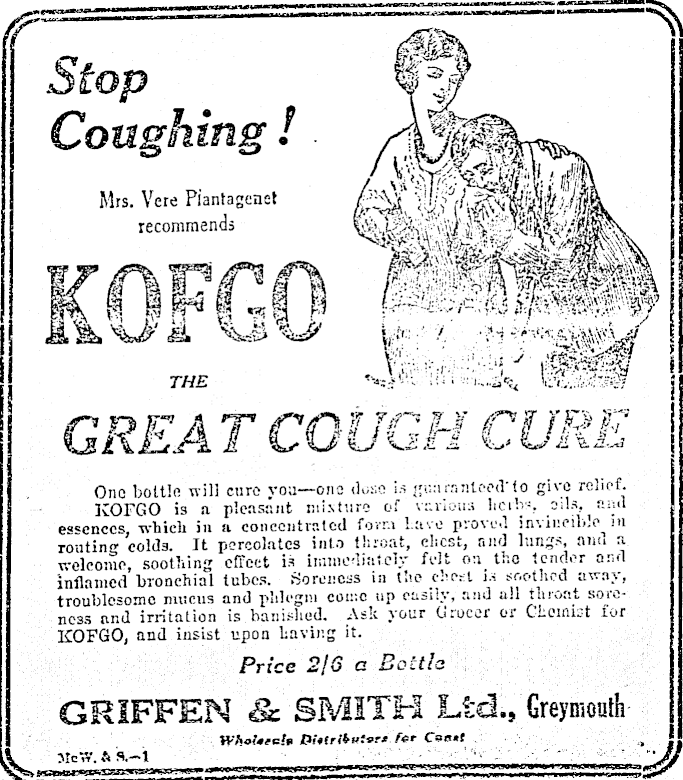 Stop
Coughing!
Mrs. Vere Plantagenet
recommends
KOFGO
THE
GREAT COUGH CURE
One bottle will cure you—one dose is guaranteed to give relief.
KOFGO is a pleasant mixture of various herbs, oils, and
essences, which in a concentrated form have proved invincible in
routing colds. It percolates into throat, chest, and lungs, and a
welcome, soothing effect is immediately felt on the tender and
inflamed bronchial tubes. Soreness in the chest is soothed away,
troublesome mucus and phlegm come up easily, and all throat sore-
ness and irritation is banished. Ask your Grocer or Chemist for
KOFGO, and insist upon having it.
Price 2/6 a Bottle
GRIFFEN & SMITH Ltd., Greymouth
Wholesale Distributors for Coast
McW. & S.—1